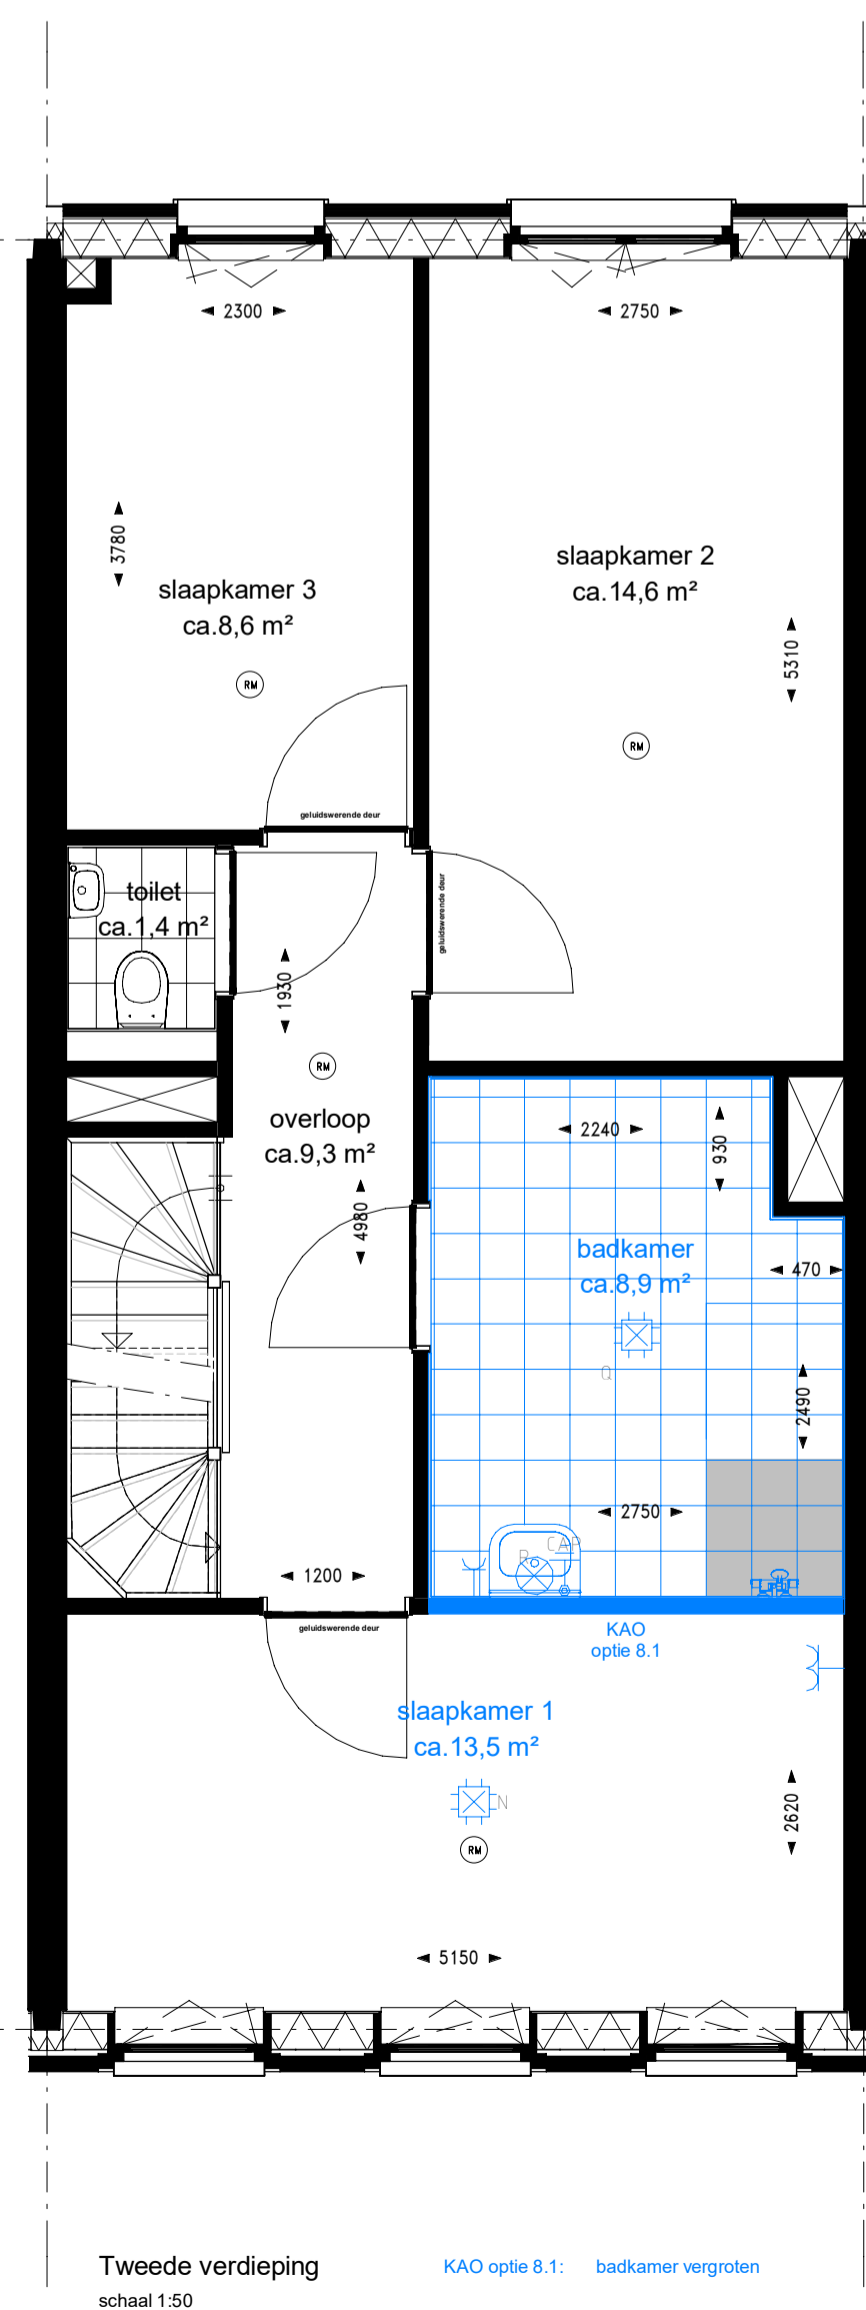 2300
2750
3780
slaapkamer 3
ca.8,6 m²
slaapkamer 2
ca.14,6 m²
5310
RM
RM
geluidswerende deur
geluidswerende deur
toilet
ca.1,4 m²
1930
RM
overloop
ca.9,3 m²
2240
930
4980
badkamer
ca.8,9 m²
470
Q
2490
2750
CAP
R
1200
geluidswerende deur
KAO
optie 8.1
slaapkamer 1
ca.13,5 m²
N
RM
2620
5150
Tweede verdieping
schaal 1:50
KAO optie 8.1: badkamer vergroten